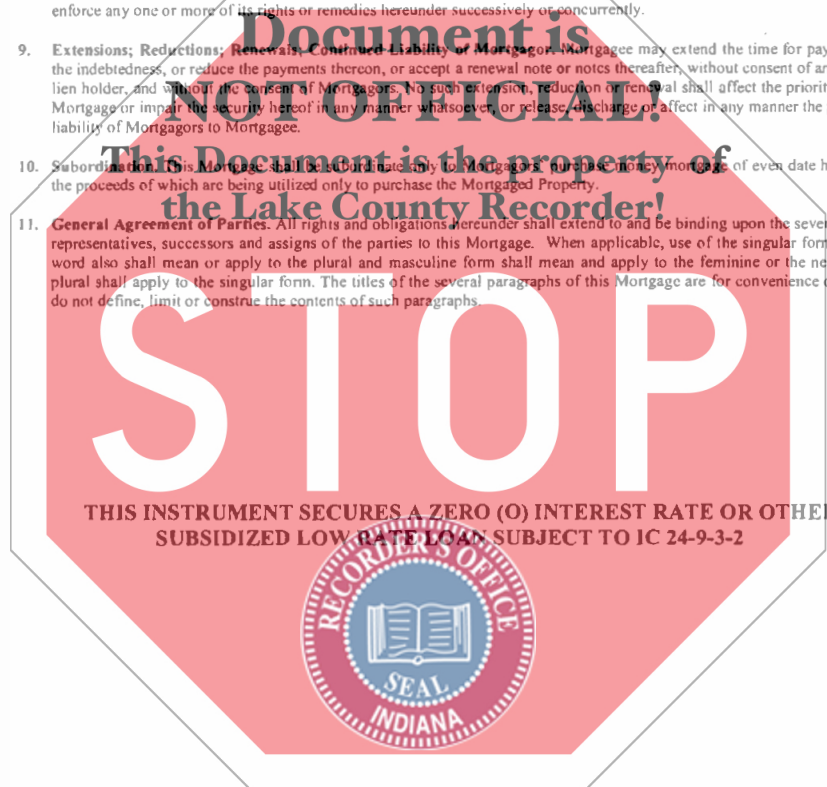 enforce any one or more of its rights or remedies hereunder successively or concurrently.
Document is
9. Extensions; Reductions; Renewals; Continued Liability of Mortgagor. Mortgagee may extend the time for pay
the indebtedness, or reduce the payments thereon, or accept a renewal note or notes thereafter, without consent of an
lien holder, and without the consent of Mortgagors. No such extension, reduction or renewal shall affect the priorit
NOT OFFICIAL!
Mortgage or impair the security hereof in any manner whatsoever, or release, discharge or affect in any manner the
liability of Mortgagors to Mortgagee.
This Document is the property of
10. Subordination. This Mortgage shall be subordinate only to Mortgagors' purchase money mortgage of even date h
the proceeds of which are being utilized only to purchase the Mortgaged Property.
the Lake County Recorder!
11. General Agreement of Parties. All rights and obligations hereunder shall extend to and be binding upon the seve
representatives, successors and assigns of the parties to this Mortgage. When applicable, use of the singular for
word also shall mean or apply to the plural and masculine form shall mean and apply to the feminine or the ne
plural shall apply to the singular form. The titles of the several paragraphs of this Mortgage are for convenience
do not define, limit or construe the contents of such paragraphs.
STOP
THIS INSTRUMENT SECURES A ZERO (O) INTEREST RATE OR OTHE
SUBSIDIZED LOW RATE LOAN SUBJECT TO IC 24-9-3-2
RECORDER'S OFFICE
SEAL
INDIANA